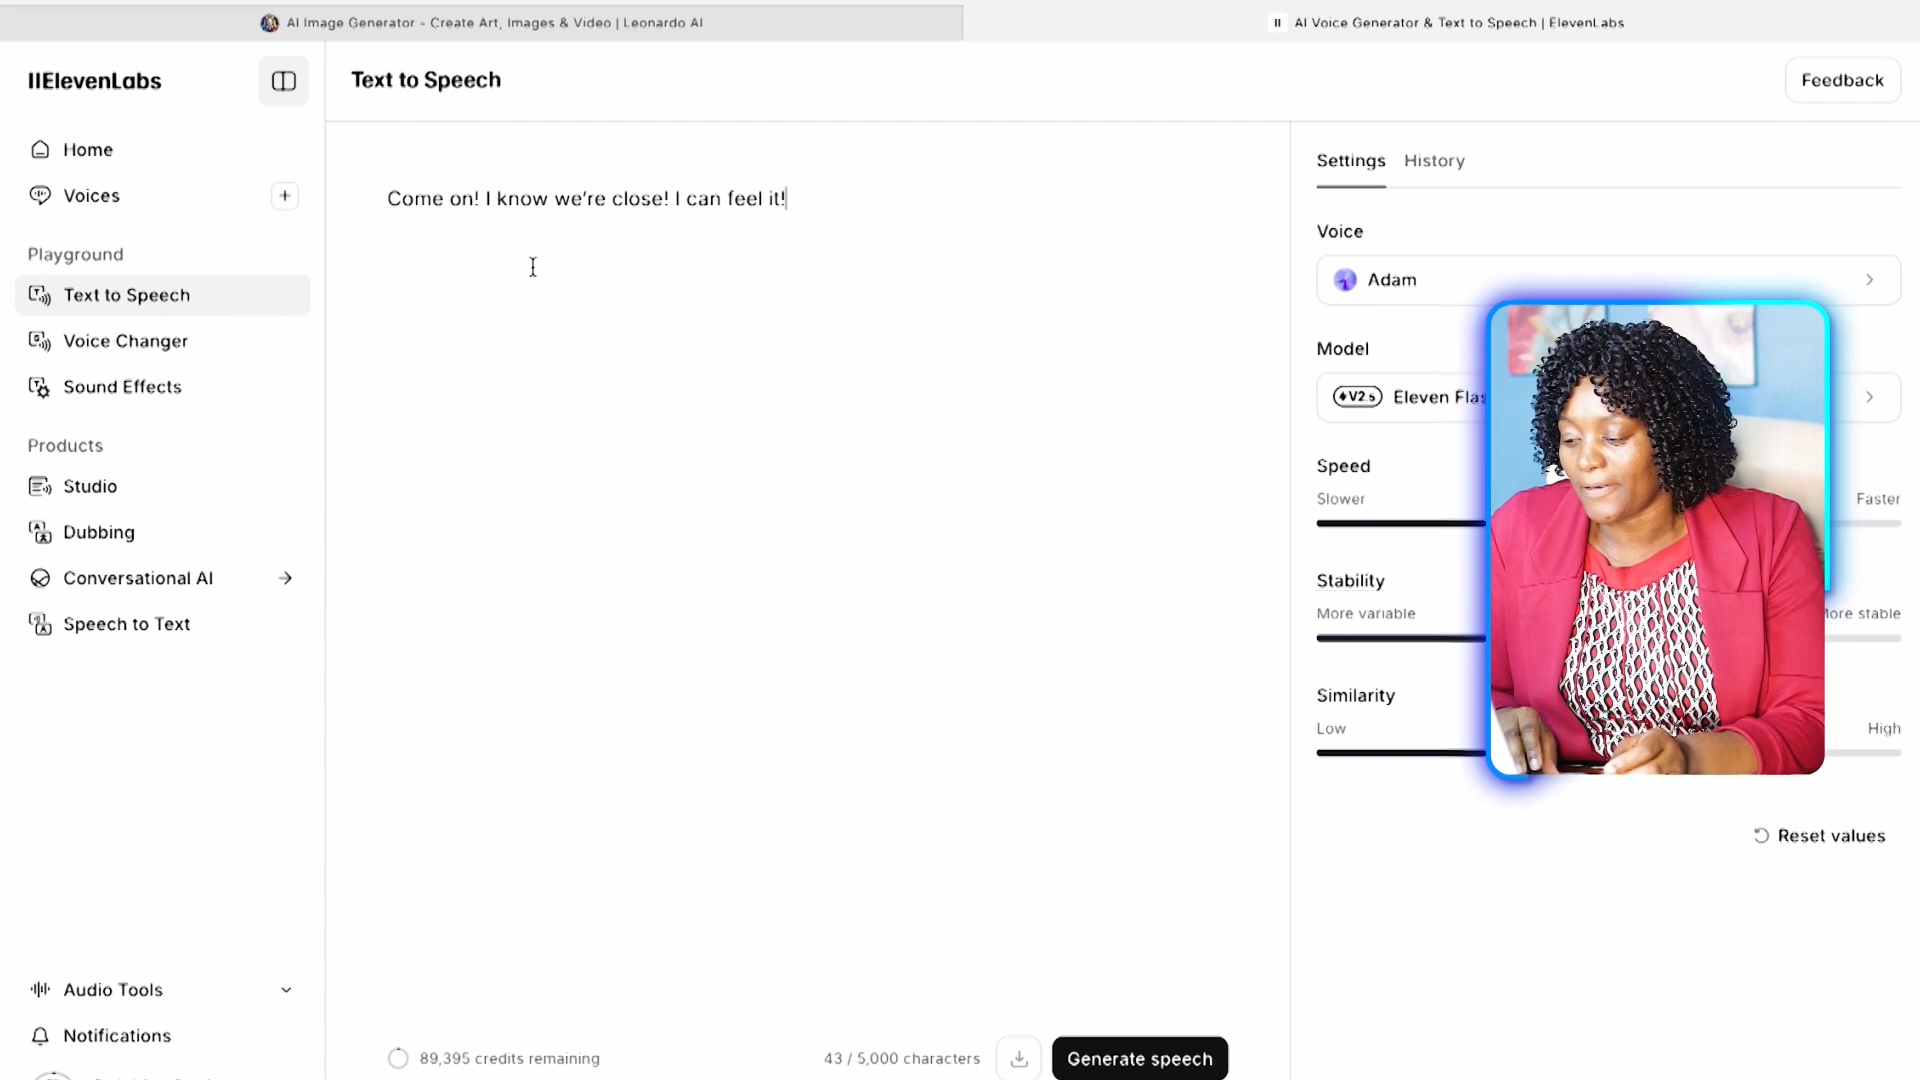 AI Image Generator - Create Art, Images & Video | Leonardo AI
AI Voice Generator & Text to Speech | ElevenLabs
IIElevenLabs
Text to Speech
Feedback
Home
Voices
Playground
Text to Speech
Voice Changer
Sound Effects
Products
Studio
Dubbing
Conversational AI
Speech to Text
Audio Tools
Notifications
Come on! I know we're close! I can feel it!
89,395 credits remaining
43 / 5,000 characters
Generate speech
Settings
History
Voice
Adam
Model
V2.5 Eleven
Speed
Slower
Faster
Stability
More variable
More stable
Similarity
Low
High
Reset values